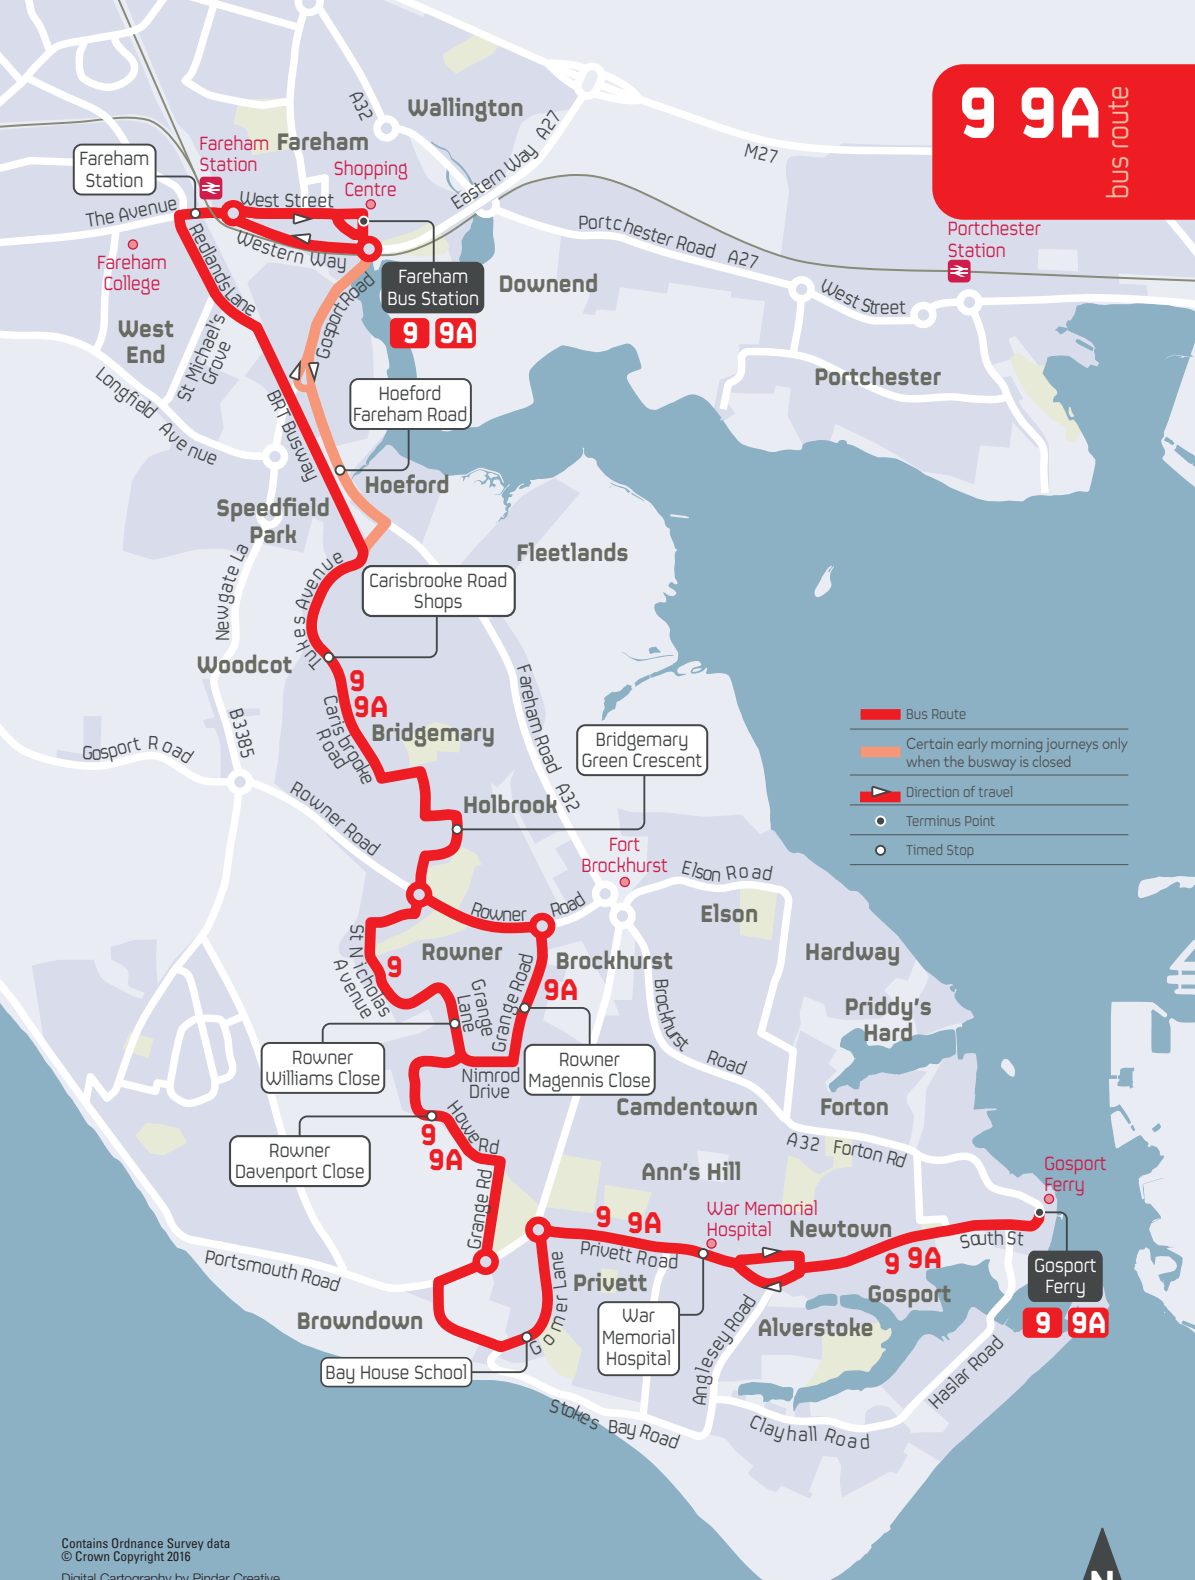 9 9A
bus route
A32
Wallington
Eastern Way A27
M27
Fareham
Station
Fareham
Station
Fareham
Shopping
Centre
The Avenue
West Street
Western Way
Fareham
College
Redlands Lane
Gosport Road
Fareham
Bus Station
9 9A
Downend
Portchester Road A27
Portchester
Station
West Street
Portchester
West
End
St Michael's
Grove
Longfield Avenue
BRT Busway
Hoeford
Fareham Road
Hoeford
Speedfield
Park
Fleetlands
Newgate La
Tukes Avenue
Carisbrooke Road
Shops
Woodcot
9
9A
Carisbrooke
Road
Bridgemary
Fareham Road A32
B3385
Gosport Road
Rowner Road
Bridgemary
Green Crescent
Holbrook
Bus Route
Certain early morning journeys only
when the busway is closed
Direction of travel
Terminus Point
Timed Stop
Fort
Brockhurst
Elson Road
Elson
Rowner Road
Rowner
Brockhurst
Hardway
St Nicholas
Avenue
9
Grange
Lane
Grange Road
9A
Brockhurst Road
Priddy's
Hard
Rowner
Williams Close
Nimrod
Drive
Rowner
Magennis Close
Camdentown
Forton
Howe Rd
9
9A
Rowner
Davenport Close
A32 Forton Rd
Ann's Hill
Gosport
Ferry
Grange Rd
9 9A
War Memorial
Hospital
Newtown
Privett Road
South St
9 9A
Portsmouth Road
Gomer Lane
Privett
Gosport
Gosport
Ferry
9 9A
Browndown
War
Memorial
Hospital
Anglesey Road
Alverstoke
Bay House School
Haslar Road
Stokes Bay Road
Clayhall Road
Contains Ordnance Survey data
© Crown Copyright 2016
Digital Cartography by Pindar Creative
N